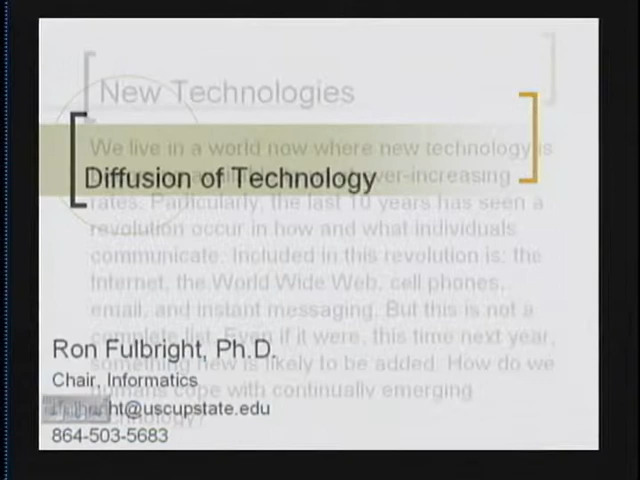 New Technologies
We live in a world now where new technology is
Diffusion of Technology
ever-increasing
rates. Particularly, the last 10 years has seen a
revolution occur in how and what individuals
communicate. Included in this revolution is: the
Internet, the World Wide Web, cell phones,
email, and instant messaging. But this is not a
complete list. Even if it were, this time next year,
Ron Fulbright, Ph.D.
something new is likely to be added. How do we
Chair, Informatics
humans cope with continually emerging
ht@uscupstate.edu
technology?
864-503-5683